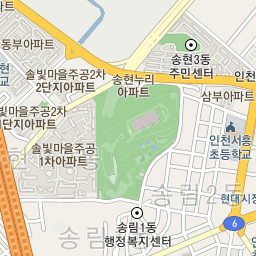 송현3동
주민센터
동부아파트
송현누리
아파트
솔빛마을주공2차
2단지아파트
삼부아파트
인천
솔빛마을주공2차
1단지아파트
인천서흥
초등학교
솔빛마을주공
1차아파트
송림2동
현대시장
6
송림1동
행정복지센터
송림